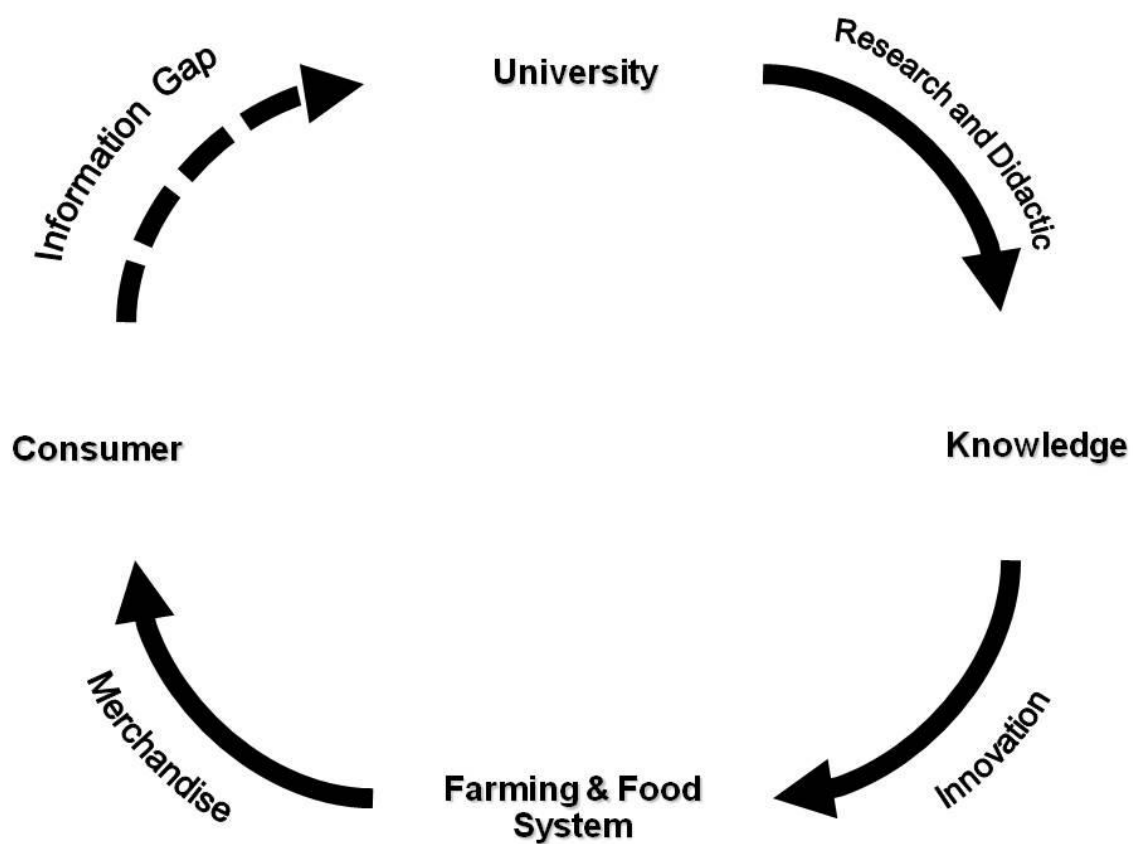 University
Research and Didactic
Information Gap
Consumer
Knowledge
Merchandise
Innovation
Farming & Food
System